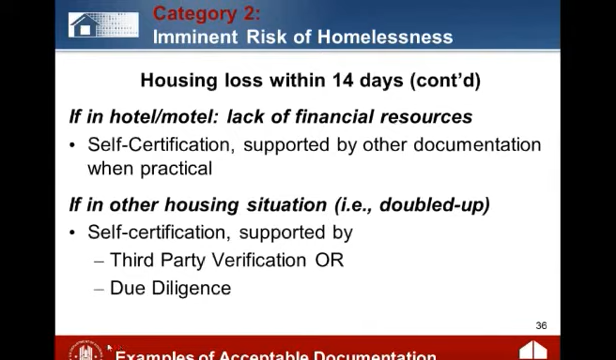 Category 2:
Imminent Risk of Homelessness
Housing loss within 14 days (cont'd)
If in hotel/motel: lack of financial resources
• Self-Certification, supported by other documentation
when practical
If in other housing situation (i.e., doubled-up)
• Self-certification, supported by
– Third Party Verification OR
– Due Diligence
36
Examples of Acceptable Documentation